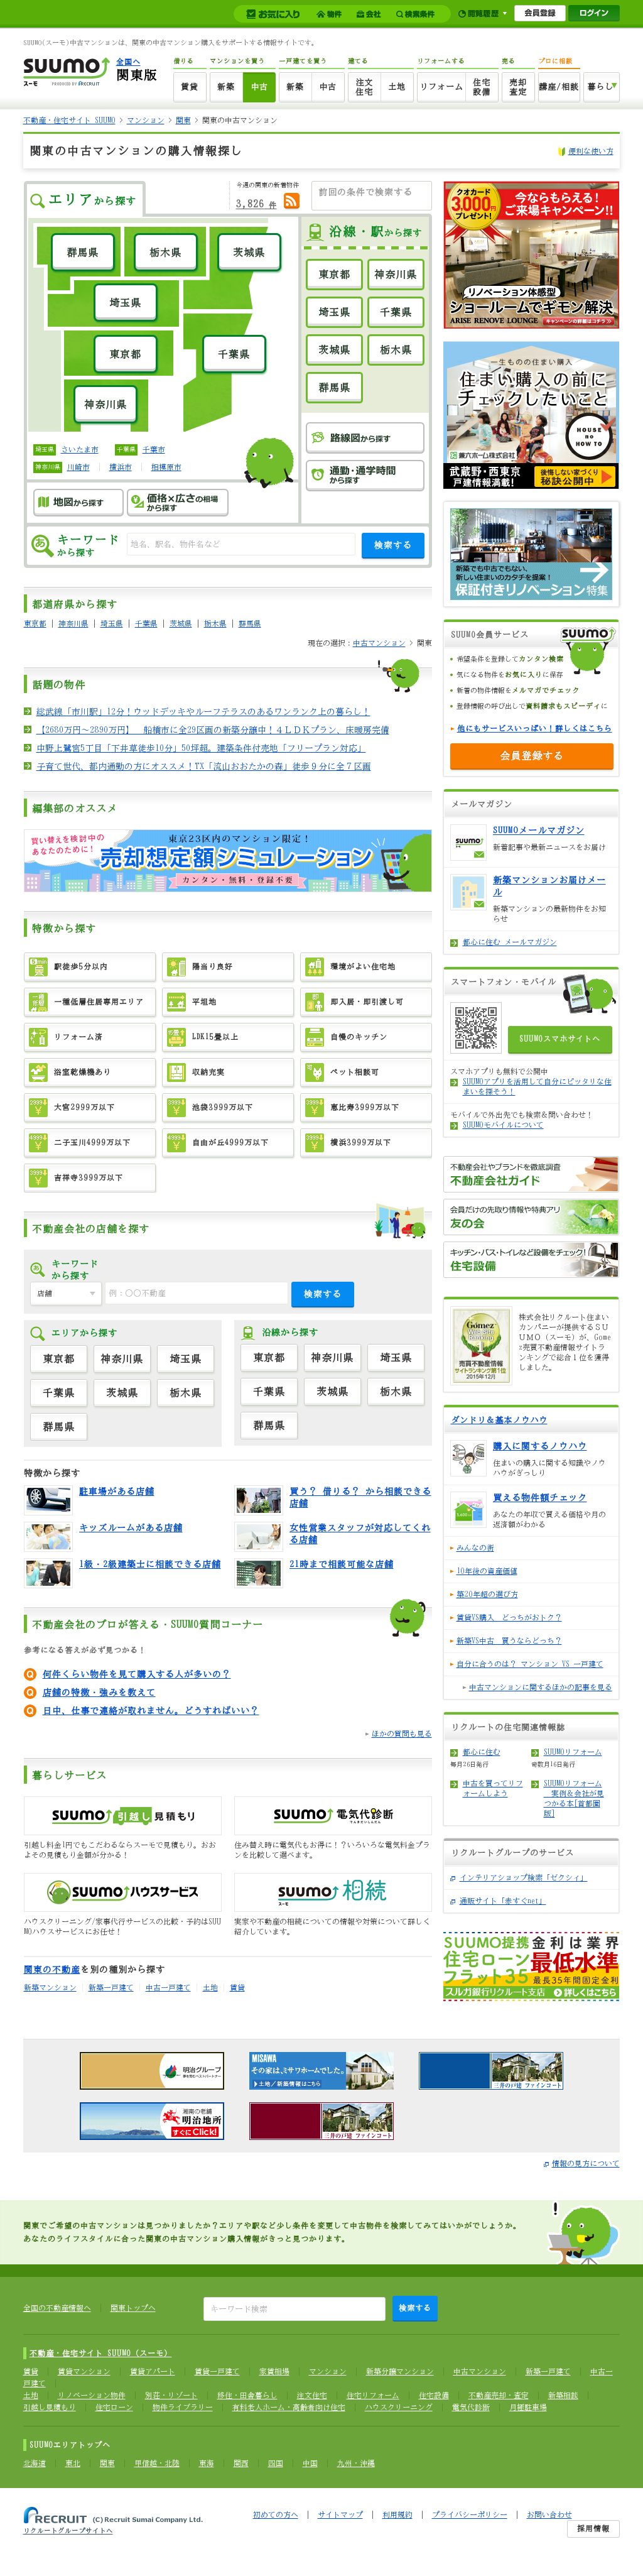 お気に入り 物件 会社 検索条件 閲覧履歴 会員登録 ログイン
SUUMO(スーモ)中古マンションは、関東の中古マンション購入をサポートする情報サイトです。
SUUMO スーモ 全国へ 関東版
借りる マンションを買う 一戸建てを買う 建てる リフォームする 売る プロに相談
賃貸 新築 中古 新築 中古 注文住宅 土地 リフォーム 住宅設備 売却査定 講座/相談 暮らし
不動産・住宅サイト SUUMO > マンション > 関東 > 関東の中古マンション
関東の中古マンションの購入情報探し
便利な使い方
エリアから探す
今週の関東の新着物件
3,826 件
前回の条件で検索する
群馬県 栃木県 茨城県
埼玉県
東京都 千葉県
神奈川県
埼玉県 さいたま市 千葉県 千葉市
神奈川県 川崎市 | 横浜市 | 相模原市
地図から探す
価格×広さの相場から探す
沿線・駅から探す
東京都 神奈川県
埼玉県 千葉県
茨城県 栃木県
群馬県
路線図から探す
通勤・通学時間から探す
キーワードから探す
地名、駅名、物件名など
検索する
都道府県から探す
東京都 | 神奈川県 | 埼玉県 | 千葉県 | 茨城県 | 栃木県 | 群馬県
現在の選択：中古マンション > 関東
話題の物件
総武線「市川駅」12分！ウッドデッキやルーフテラスのあるワンランク上の暮らし！
【2680万円～2890万円】 船橋市に全29区画の新築分譲中！４ＬＤＫプラン、床暖房完備
中野上鷺宮5丁目「下井草徒歩10分」50坪超。建築条件付売地「フリープラン対応」
子育て世代、都内通勤の方にオススメ！TX「流山おおたかの森」徒歩９分に全７区画
編集部のオススメ
買い替えを検討中のあなたのために！
東京23区内のマンション限定！
売却想定額シミュレーション
カンタン・無料・登録不要
特徴から探す
駅徒歩5分以内 陽当り良好 環境がよい住宅地
一種低層住居専用エリア 平坦地 即入居・即引渡し可
リフォーム済 LDK15畳以上 自慢のキッチン
浴室乾燥機あり 収納充実 ペット相談可
大宮2999万以下 池袋3999万以下 恵比寿3999万以下
二子玉川4999万以下 自由が丘4999万以下 横浜3999万以下
吉祥寺3999万以下
不動産会社の店舗を探す
キーワードから探す
店舗 例：○○不動産 検索する
エリアから探す
東京都 神奈川県 埼玉県
千葉県 茨城県 栃木県
群馬県
沿線から探す
東京都 神奈川県 埼玉県
千葉県 茨城県 栃木県
群馬県
特徴から探す
駐車場がある店舗
買う？ 借りる？ から相談できる店舗
キッズルームがある店舗
女性営業スタッフが対応してくれる店舗
1級・2級建築士に相談できる店舗
21時まで相談可能な店舗
不動産会社のプロが答える・SUUMO質問コーナー
参考になる答えが必ず見つかる！
Q 何件くらい物件を見て購入する人が多いの？
Q 店舗の特徴・強みを教えて
Q 日中、仕事で連絡が取れません。どうすればいい？
ほかの質問も見る
暮らしサービス
SUUMO 引越し見積もり
引越し料金1円でもこだわるならスーモで見積もり。おおよその見積もり金額が分かる！
SUUMO 電気代診断
住み替え時に電気代もお得に！？いろいろな電気料金プランを比較して選べます。
SUUMO ハウスサービス
ハウスクリーニング/家事代行サービスの比較・予約はSUUMOハウスサービスにお任せ！
SUUMO 相続
実家や不動産の相続についての情報や対策について詳しく紹介しています。
関東の不動産を別の種別から探す
新築マンション 新築一戸建て 中古一戸建て 土地 賃貸
クオカード3,000円プレゼント!
今ならもらえる!ご来場キャンペーン!!
リノベーション体感型
ショールームでギモン解決
ARISE RENOVE LOUNGE キャンペーンの詳細はコチラ
一生ものの住まい購入
住まい購入の前にチェックしたいこと
HOUSE no HOW TO
兼六ホーム株式会社
武蔵野・西東京 戸建情報満載!
後悔しない家づくり 秘訣公開中
新築でも中古でもない、新しい住まいのカタチを提案！
保証付きリノベーション特集
SUUMO会員サービス
希望条件を登録してカンタン検索
気になる物件をお気に入りに保存
新着の物件情報をメルマガでチェック
登録情報の呼び出しで資料請求もスピーディに
他にもサービスいっぱい！詳しくはこちら
会員登録する
メールマガジン
SUUMOメールマガジン
新着記事や最新ニュースをお届け
新築マンションお届けメール
新築マンションの最新物件をお知らせ
都心に住む メールマガジン
スマートフォン・モバイル
SUUMOスマホサイトへ
スマホアプリも無料で公開中
SUUMOアプリを活用して自分にピッタリな住まいを探そう！
モバイルで外出先でも検索＆問い合わせ！
SUUMOモバイルについて
不動産会社やブランドを徹底調査
不動産会社ガイド
会員だけの先取り情報や特典アリ
友の会
キッチン・バス・トイレなど設備をチェック!
住宅設備
Gomez 売買不動産情報サイトランキング第1位 2015年12月
株式会社リクルート住まいカンパニーが提供するＳＵＵＭＯ（スーモ）が、Gomez売買不動産情報サイトランキングで総合１位を獲得しました。
ダンドリ＆基本ノウハウ
購入に関するノウハウ
住まいの購入に関する知識やノウハウがぎっしり
買える物件額チェック
あなたの年収で買える価格や月の返済額がわかる
みんなの街
10年後の資産価値
築20年超の選び方
賃貸VS購入 どっちがおトク？
新築VS中古 買うならどっち？
自分に合うのは？ マンション VS 一戸建て
中古マンションに関するほかの記事を見る
リクルートの住宅関連情報誌
都心に住む
毎月26日発行
SUUMOリフォーム
奇数月16日発行
中古を買ってリフォームしよう
SUUMOリフォーム 実例＆会社が見つかる本[首都圏版]
リクルートグループのサービス
インテリアショップ検索「ゼクシィ」
通販サイト「赤すぐnet」
SUUMO提携 住宅ローン フラット35
金利は業界最低水準
最長35年間固定金利
スルガ銀行リクルート支店 詳しくはこちら
明治グループ
MISAWA その家は、ミサワホームでした。
土地／新築情報はこちら
三井の戸建 ファインコート
湘南の老舗 明治地所 すぐにClick!
三井の戸建 ファインコート
情報の見方について
関東でご希望の中古マンションは見つかりましたか？エリアや駅など少し条件を変更して中古物件を検索してみてはいかがでしょうか。
あなたのライフスタイルに合った関東の中古マンション購入情報がきっと見つかります。
全国の不動産情報へ | 関東トップへ
キーワード検索 検索する
不動産・住宅サイト SUUMO（スーモ）
賃貸 | 賃貸マンション | 賃貸アパート | 賃貸一戸建て | 家賃相場 | マンション | 新築分譲マンション | 中古マンション | 新築一戸建て | 中古一戸建て
土地 | リノベーション物件 | 別荘・リゾート | 移住・田舎暮らし | 注文住宅 | 住宅リフォーム | 住宅設備 | 不動産売却・査定 | 新築相談
引越し見積もり | 住宅ローン | 物件ライブラリー | 有料老人ホーム・高齢者向け住宅 | ハウスクリーニング | 電気代診断 | 月極駐車場
SUUMOエリアトップへ
北海道 | 東北 | 関東 | 甲信越・北陸 | 東海 | 関西 | 四国 | 中国 | 九州・沖縄
RECRUIT (C)Recruit Sumai Company Ltd.
リクルートグループサイトへ
初めての方へ | サイトマップ | 利用規約 | プライバシーポリシー | お問い合わせ
採用情報